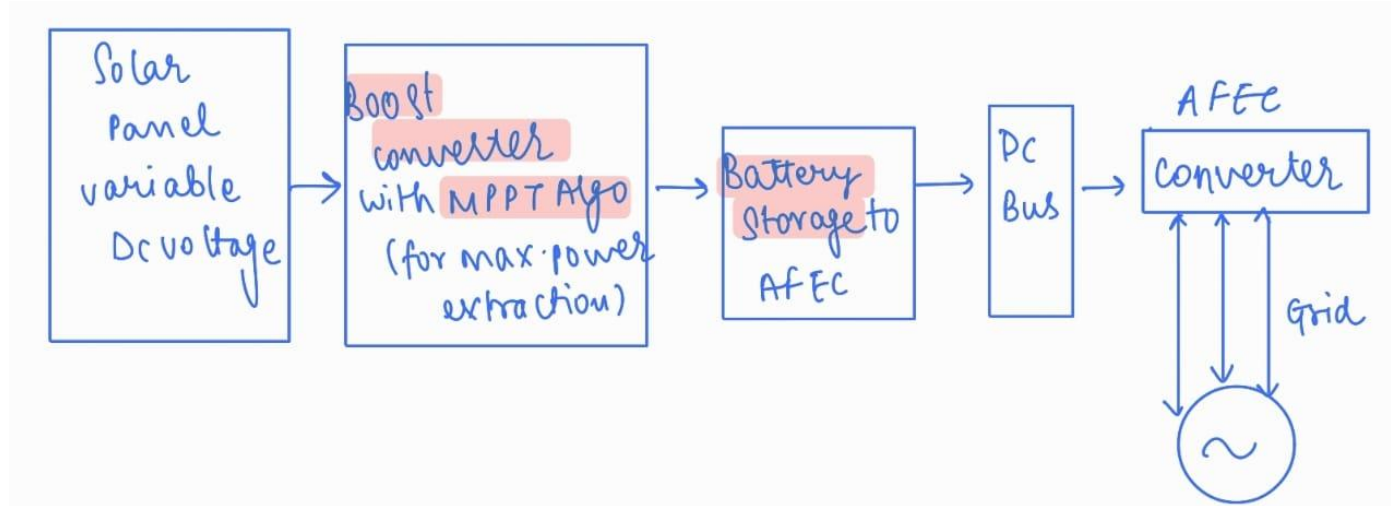 Solar
Panel
variable
DC voltage
Boost
converter
with MPPT Algo
(for max. power
extraction)
Battery
Storage to
AFEC
DC
Bus
AFEC
converter
Grid
~